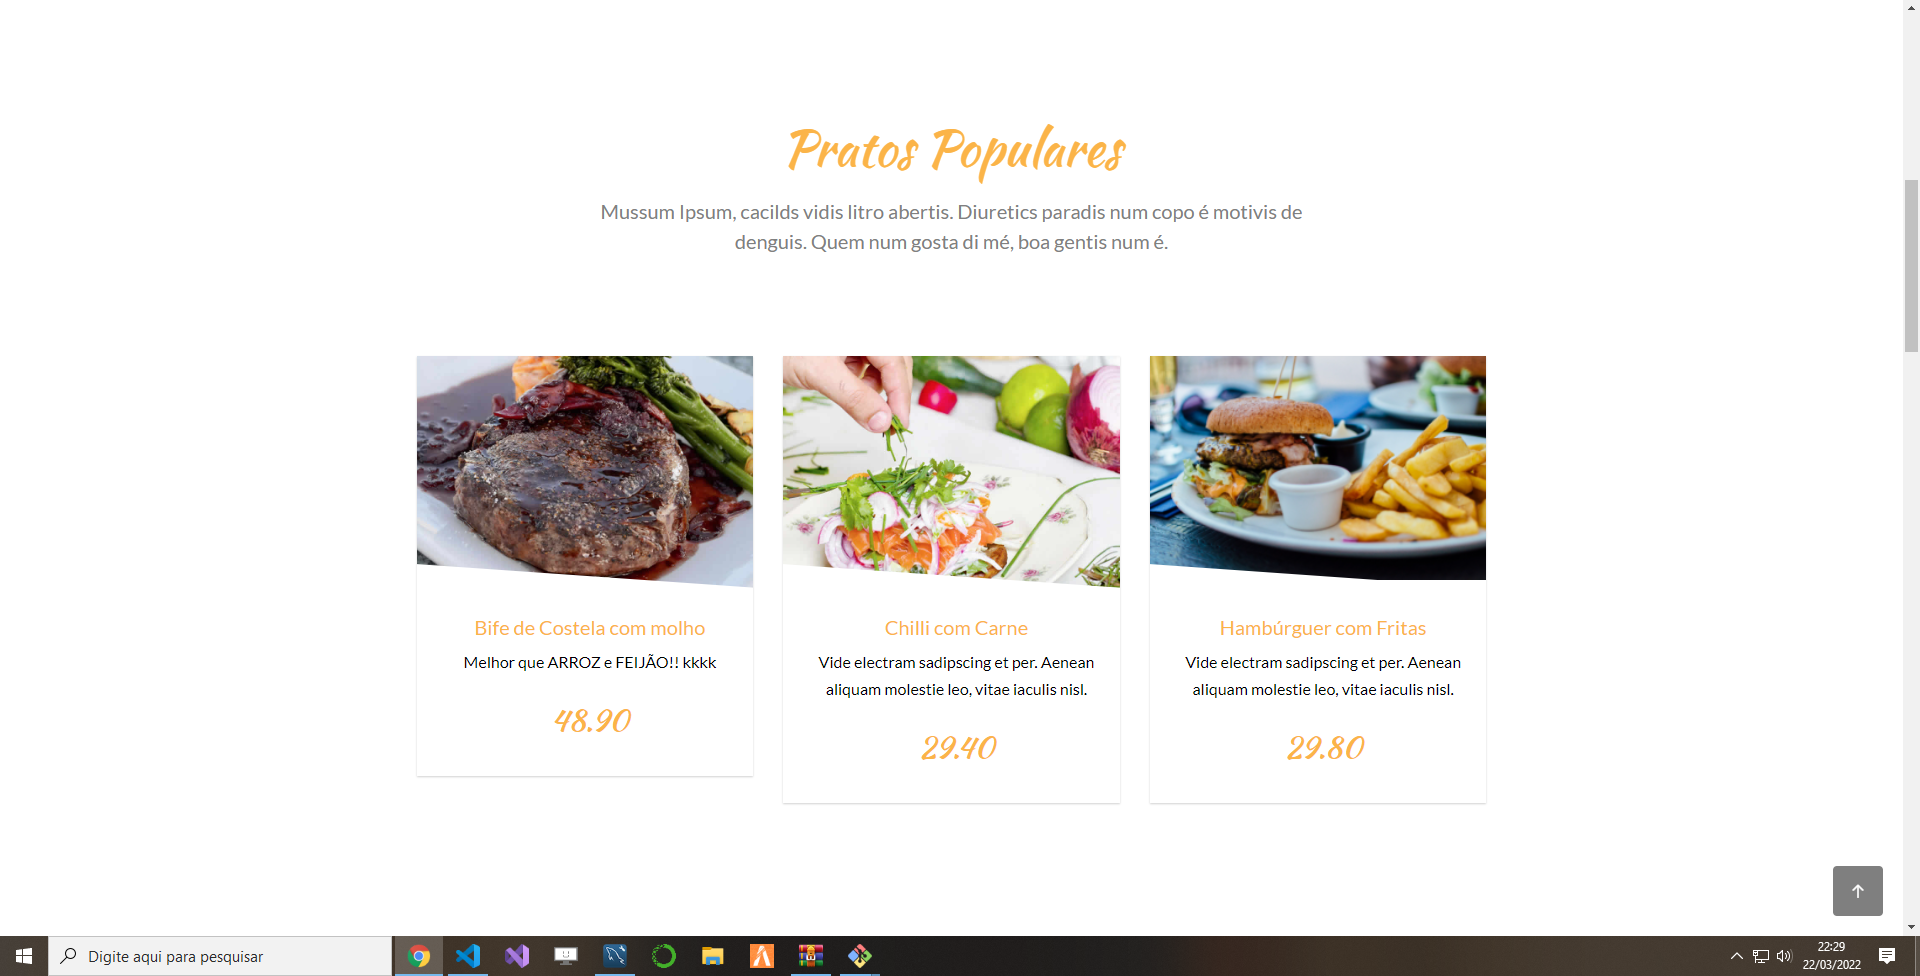 Pratos Populares
Mussum Ipsum, cacilds vidis litro abertis. Diuretics paradis num copo é motivis de
denguis. Quem num gosta di mé, boa gentis num é.
Bife de Costela com molho
Melhor que ARROZ e FEIJÃO!! kkkk
48.90
Chilli com Carne
Vide electram sadipscing et per. Aenean
aliquam molestie leo, vitae iaculis nisl.
29.40
Hambúrguer com Fritas
Vide electram sadipscing et per. Aenean
aliquam molestie leo, vitae iaculis nisl.
29.80
Digite aqui para pesquisar
22:29
22/03/2022